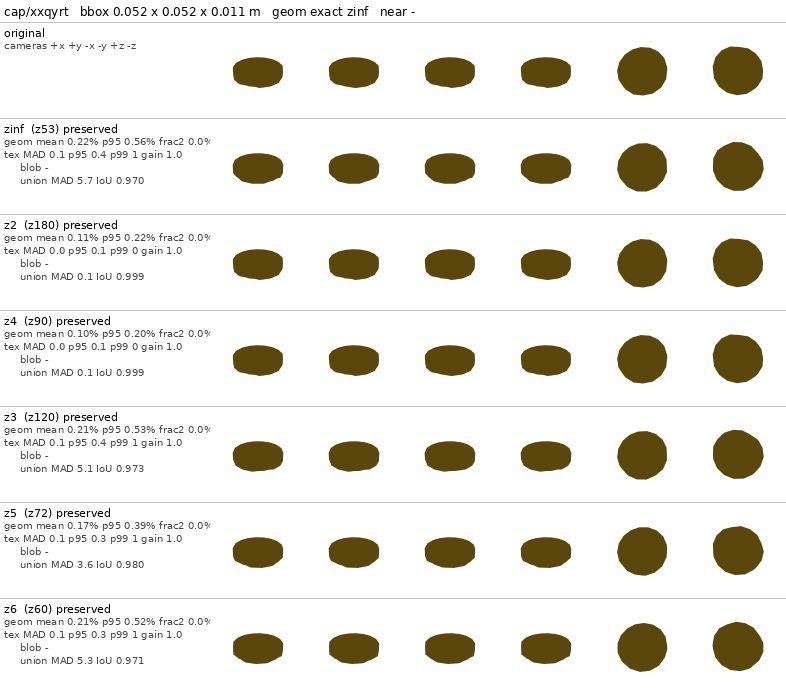 cap/xxqyrt   bbox 0.052 x 0.052 x 0.011 m   geom exact zinf   near -
original
cameras +x +y -x -y +z -z
zinf  (z53) preserved
geom mean 0.22% p95 0.56% frac2 0.0%
tex MAD 0.1 p95 0.4 p99 1 gain 1.0
blob -
union MAD 5.7 IoU 0.970
z2  (z180) preserved
geom mean 0.11% p95 0.22% frac2 0.0%
tex MAD 0.0 p95 0.1 p99 0 gain 1.0
blob -
union MAD 0.1 IoU 0.999
z4  (z90) preserved
geom mean 0.10% p95 0.20% frac2 0.0%
tex MAD 0.0 p95 0.1 p99 0 gain 1.0
blob -
union MAD 0.1 IoU 0.999
z3  (z120) preserved
geom mean 0.21% p95 0.53% frac2 0.0%
tex MAD 0.1 p95 0.4 p99 1 gain 1.0
blob -
union MAD 5.1 IoU 0.973
z5  (z72) preserved
geom mean 0.17% p95 0.39% frac2 0.0%
tex MAD 0.1 p95 0.3 p99 1 gain 1.0
blob -
union MAD 3.6 IoU 0.980
z6  (z60) preserved
geom mean 0.21% p95 0.52% frac2 0.0%
tex MAD 0.1 p95 0.3 p99 1 gain 1.0
blob -
union MAD 5.3 IoU 0.971